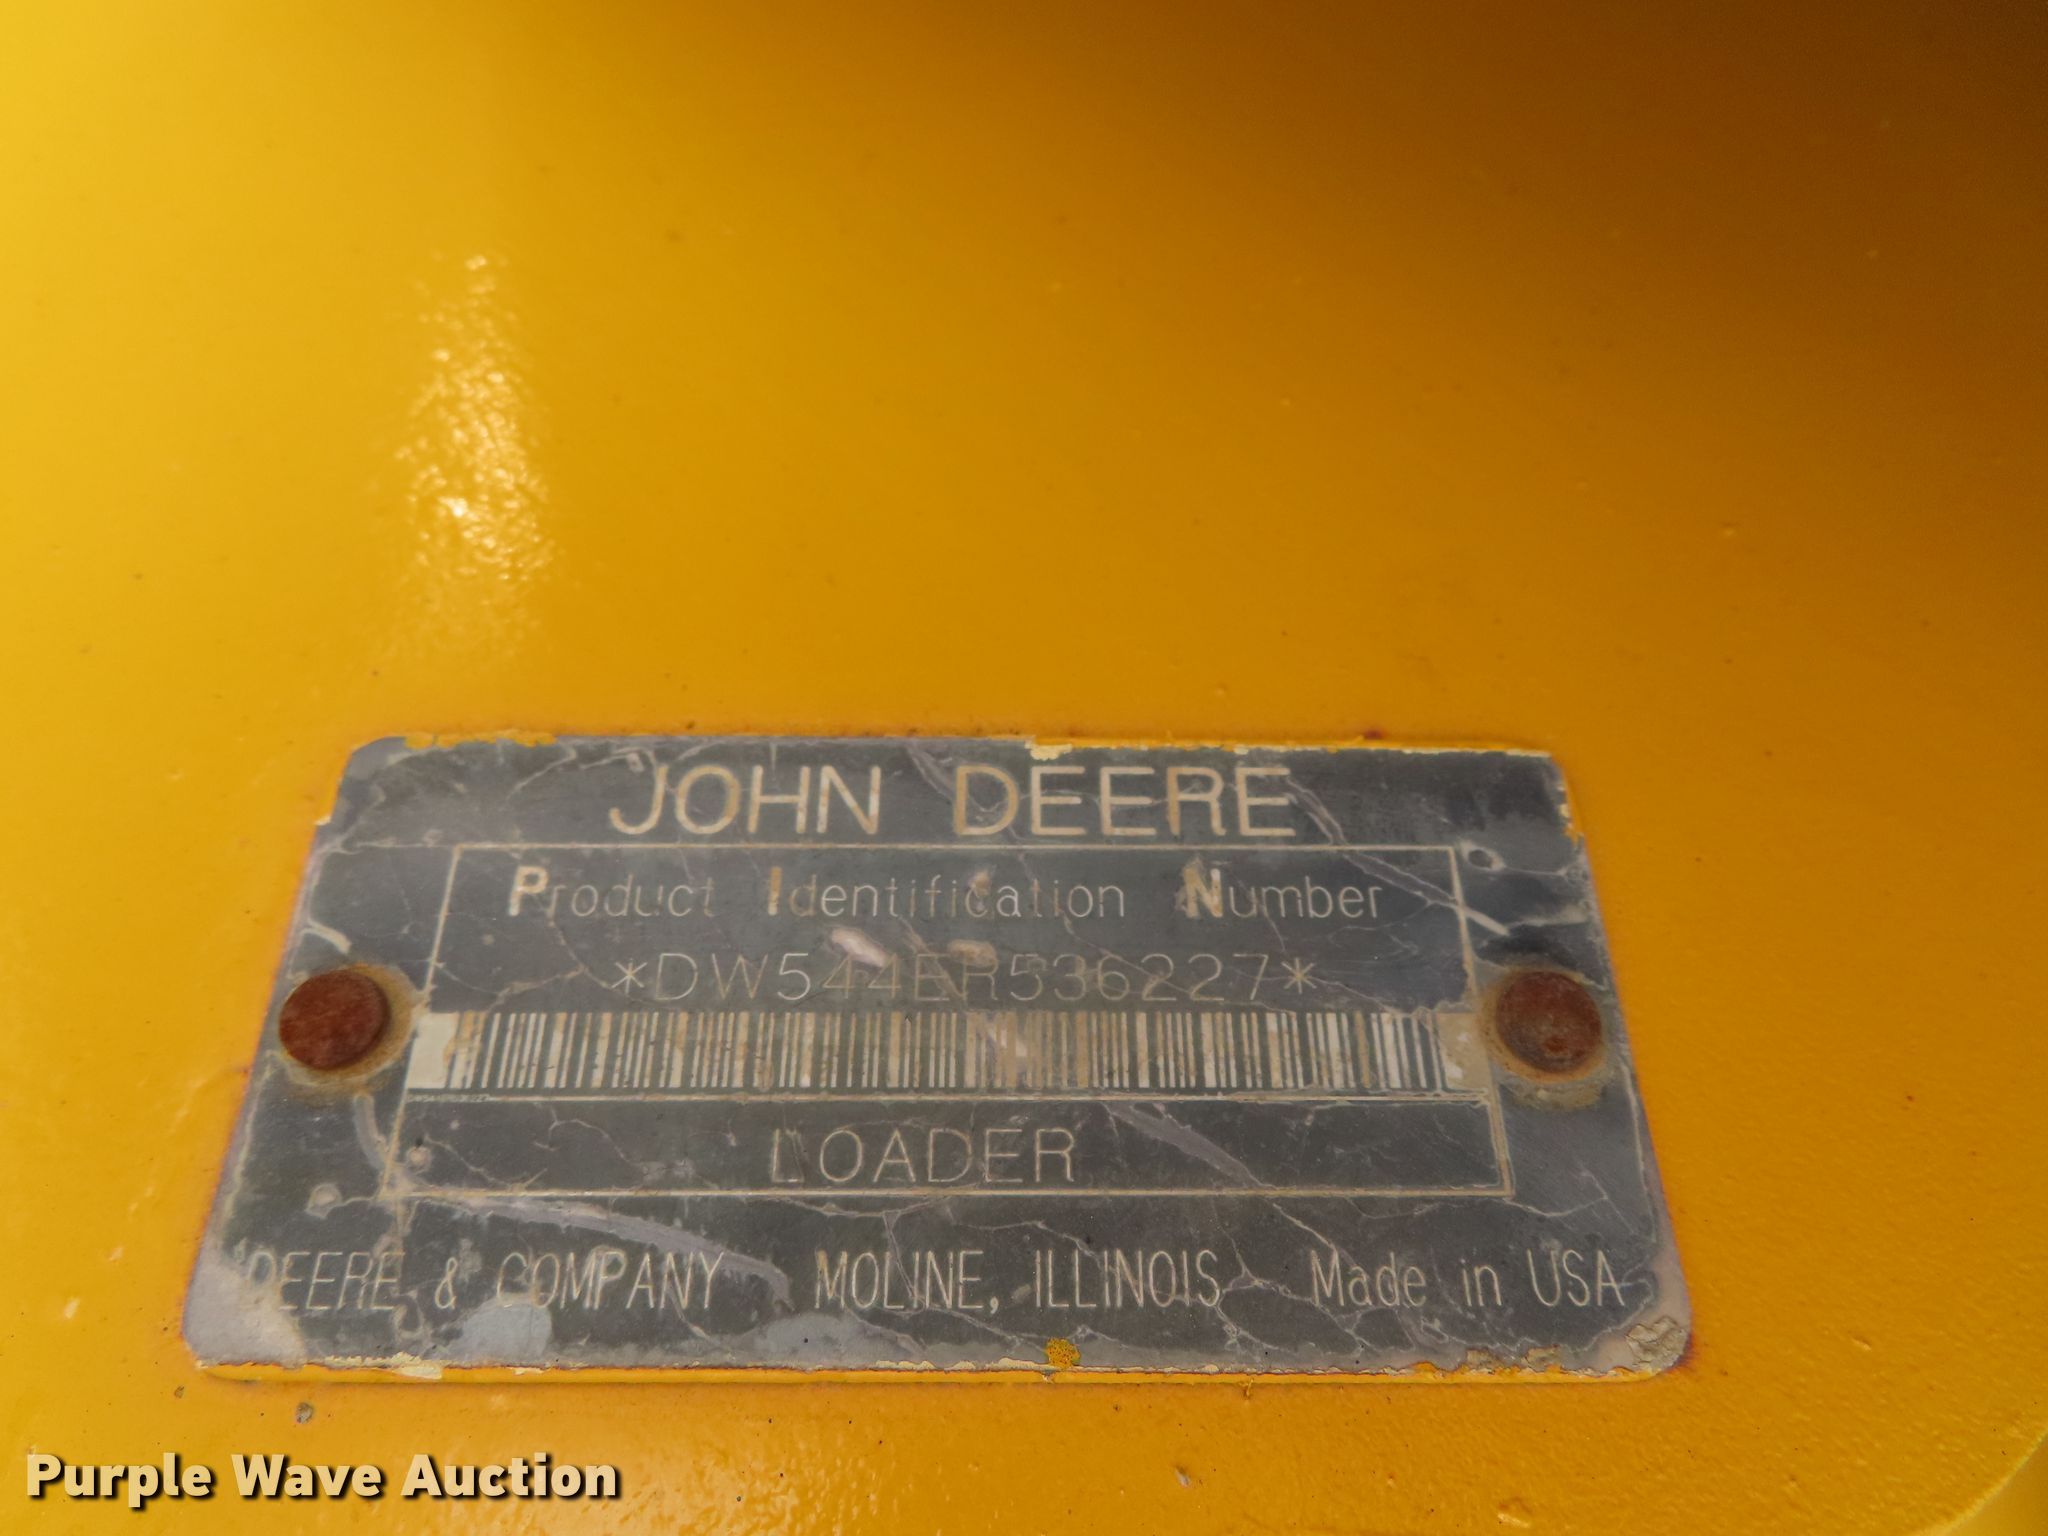 JOHN DEERE
Product Identification Number
*DW544ER536227*
LOADER
DEERE & COMPANY MOLINE, ILLINOIS Made in USA
Purple Wave Auction